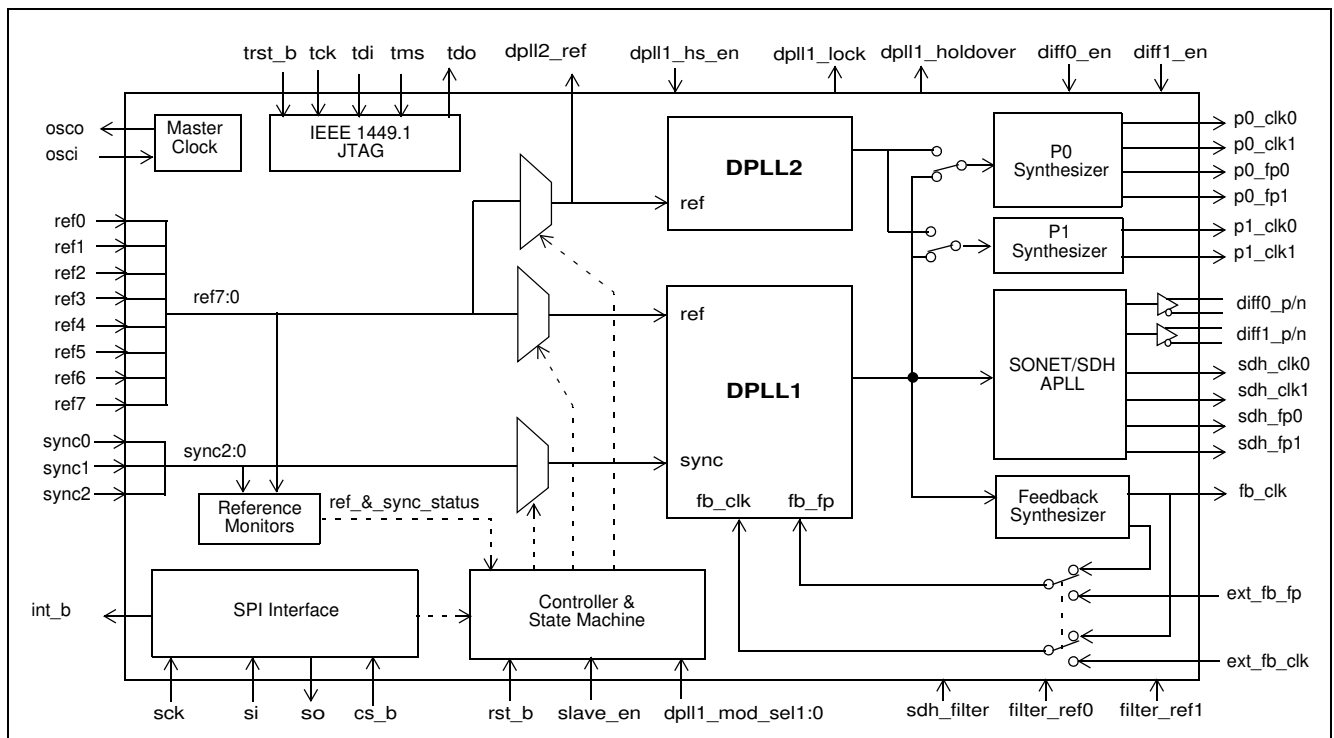 trst_b
tck
tdi
tms
tdo
dpll2_ref
dpll1_hs_en
dpll1_lock
dpll1_holdover
diff0_en
diff1_en
osco
osci
Master
Clock
IEEE 1449.1
JTAG
DPLL2
ref
P0
Synthesizer
p0_clk0
p0_clk1
p0_fp0
p0_fp1
P1
Synthesizer
p1_clk0
p1_clk1
ref0
ref1
ref2
ref3
ref4
ref5
ref6
ref7
ref7:0
ref
DPLL1
sync
fb_clk
fb_fp
SONET/SDH
APLL
diff0_p/n
diff1_p/n
sdh_clk0
sdh_clk1
sdh_fp0
sdh_fp1
sync0
sync1
sync2
sync2:0
Reference
Monitors
ref_&_sync_status
Feedback
Synthesizer
fb_clk
int_b
SPI Interface
Controller &
State Machine
ext_fb_fp
ext_fb_clk
sck
si
so
cs_b
rst_b
slave_en
dpll1_mod_sel1:0
sdh_filter
filter_ref0
filter_ref1